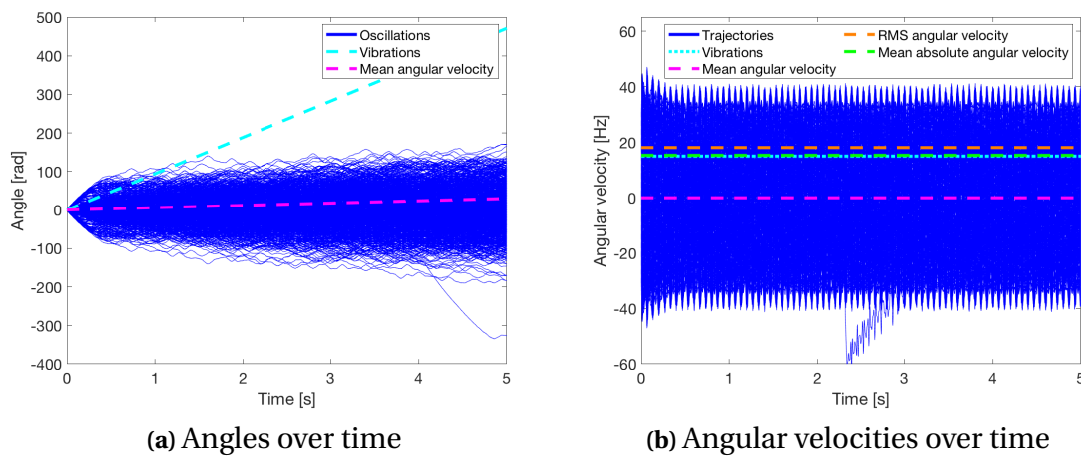 500
400
300
200
100
0
-100
-200
-300
-400
0 1 2 3 4 5
Angle [rad]
Time [s]
Oscillations
Vibrations
Mean angular velocity
(a) Angles over time
60
40
20
0
-20
-40
-60
0 1 2 3 4 5
Angular velocity [Hz]
Time [s]
Trajectories
Vibrations
Mean angular velocity
RMS angular velocity
Mean absolute angular velocity
(b) Angular velocities over time